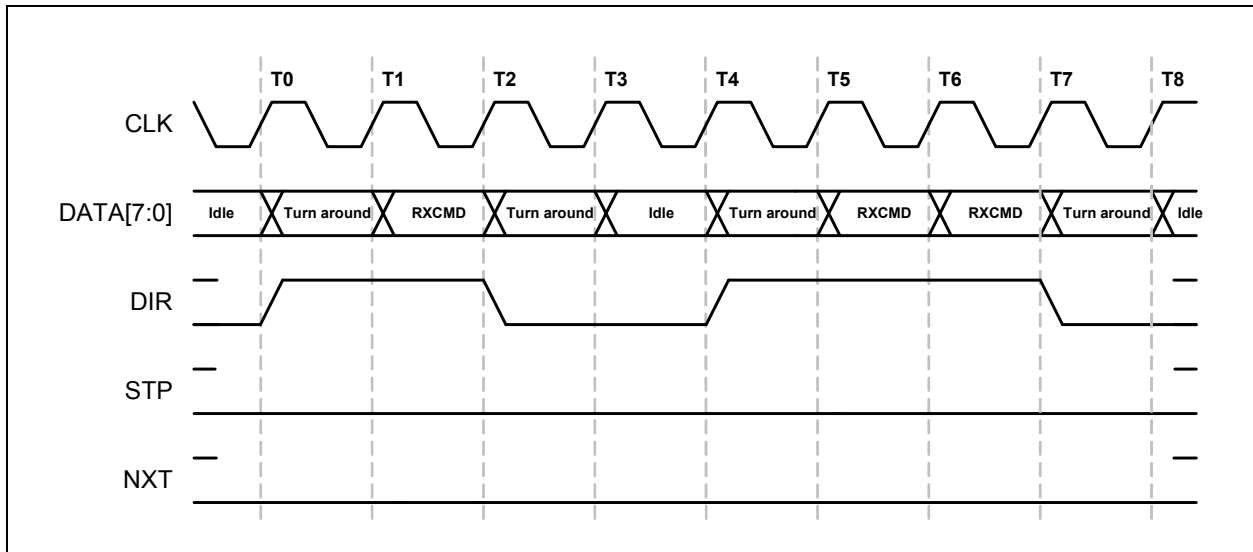 T0 T1 T2 T3 T4 T5 T6 T7 T8
CLK
DATA[7:0] Idle Turn around RXCMD Turn around Idle Turn around RXCMD RXCMD Turn around Idle
DIR
STP
NXT